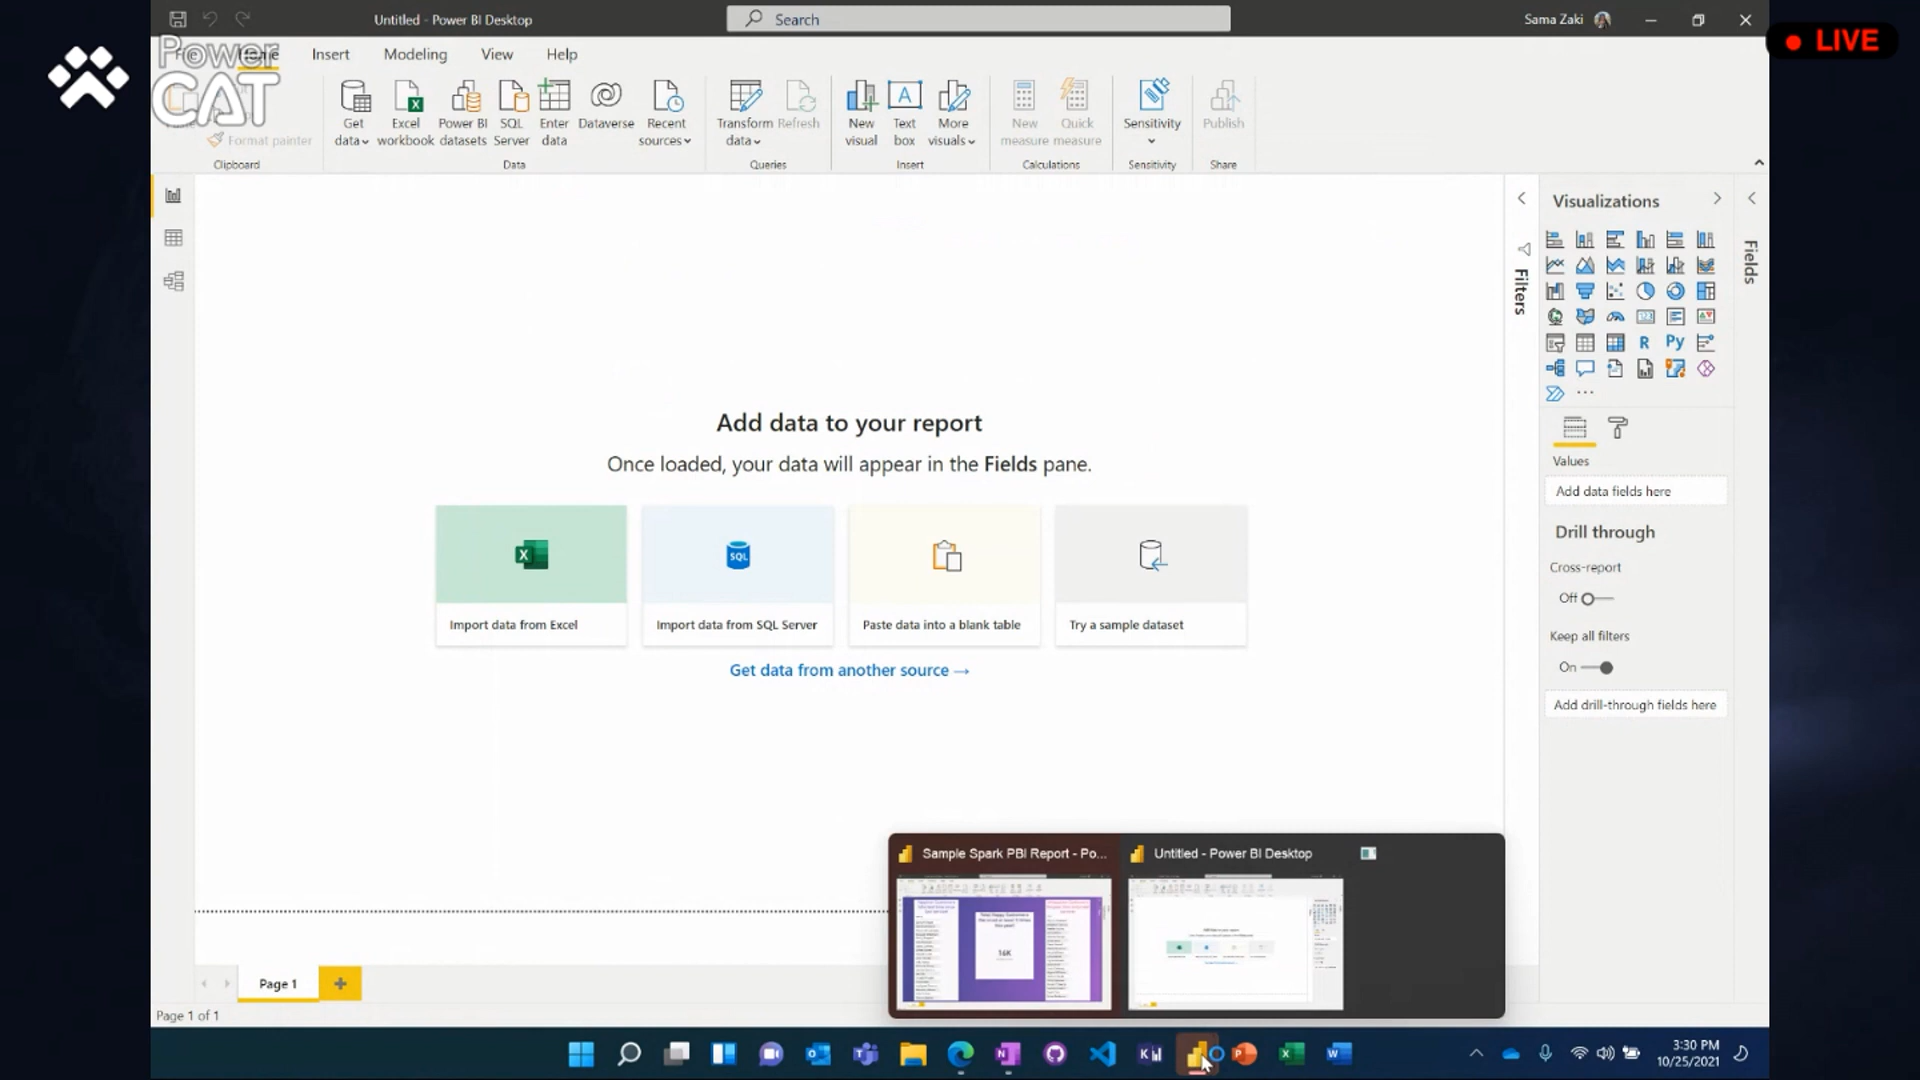 Untitled - Power BI Desktop
Search
Sama Zaki
LIVE
Power
CAT
Home
Insert
Modeling
View
Help
Format painter
Clipboard
Get data
Excel workbook
Power BI datasets
SQL Server
Enter data
Dataverse
Recent sources
Data
Transform data
Refresh
Queries
New visual
Text box
More visuals
Insert
New measure
Quick measure
Calculations
Sensitivity
Sensitivity
Publish
Share
Filters
Visualizations
R
Py
Values
Add data fields here
Drill through
Cross-report
Off
Keep all filters
On
Add drill-through fields here
Fields
Add data to your report
Once loaded, your data will appear in the Fields pane.
SQL
Import data from Excel
Import data from SQL Server
Paste data into a blank table
Try a sample dataset
Get data from another source →
Sample Spark PBI Report - Po...
Untitled - Power BI Desktop
16K
Page 1
Page 1 of 1
3:30 PM
10/25/2021